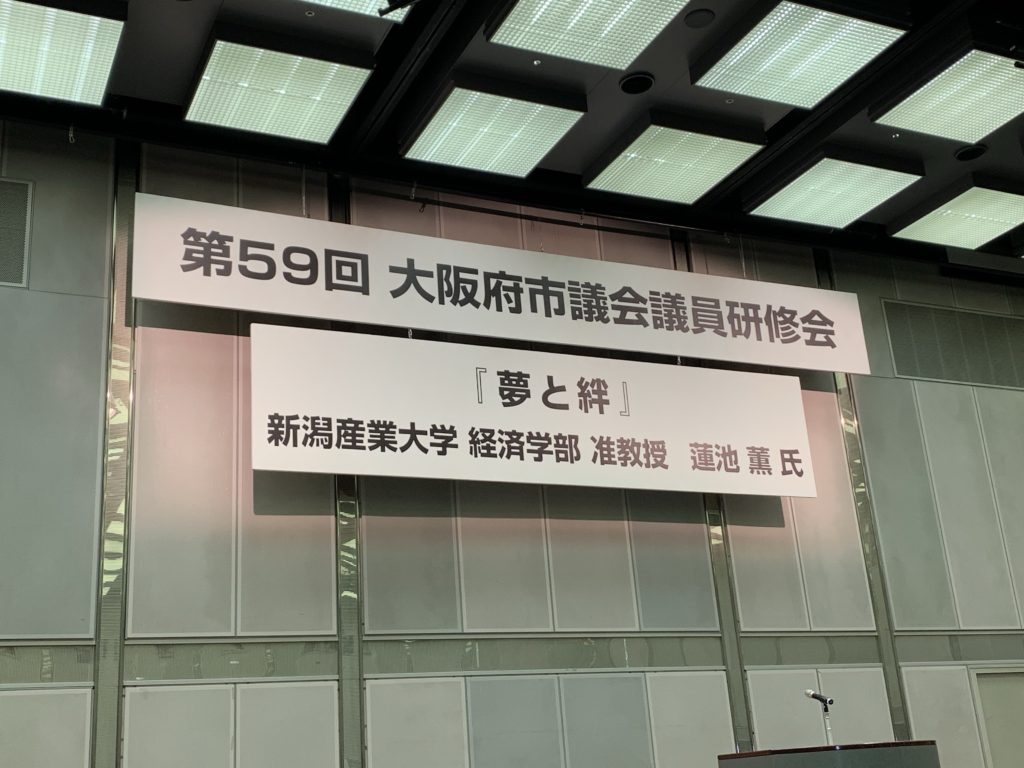 第59回 大阪府市議会議員研修会
『夢と絆』
新潟産業大学 経済学部 准教授 蓮池 薫 氏